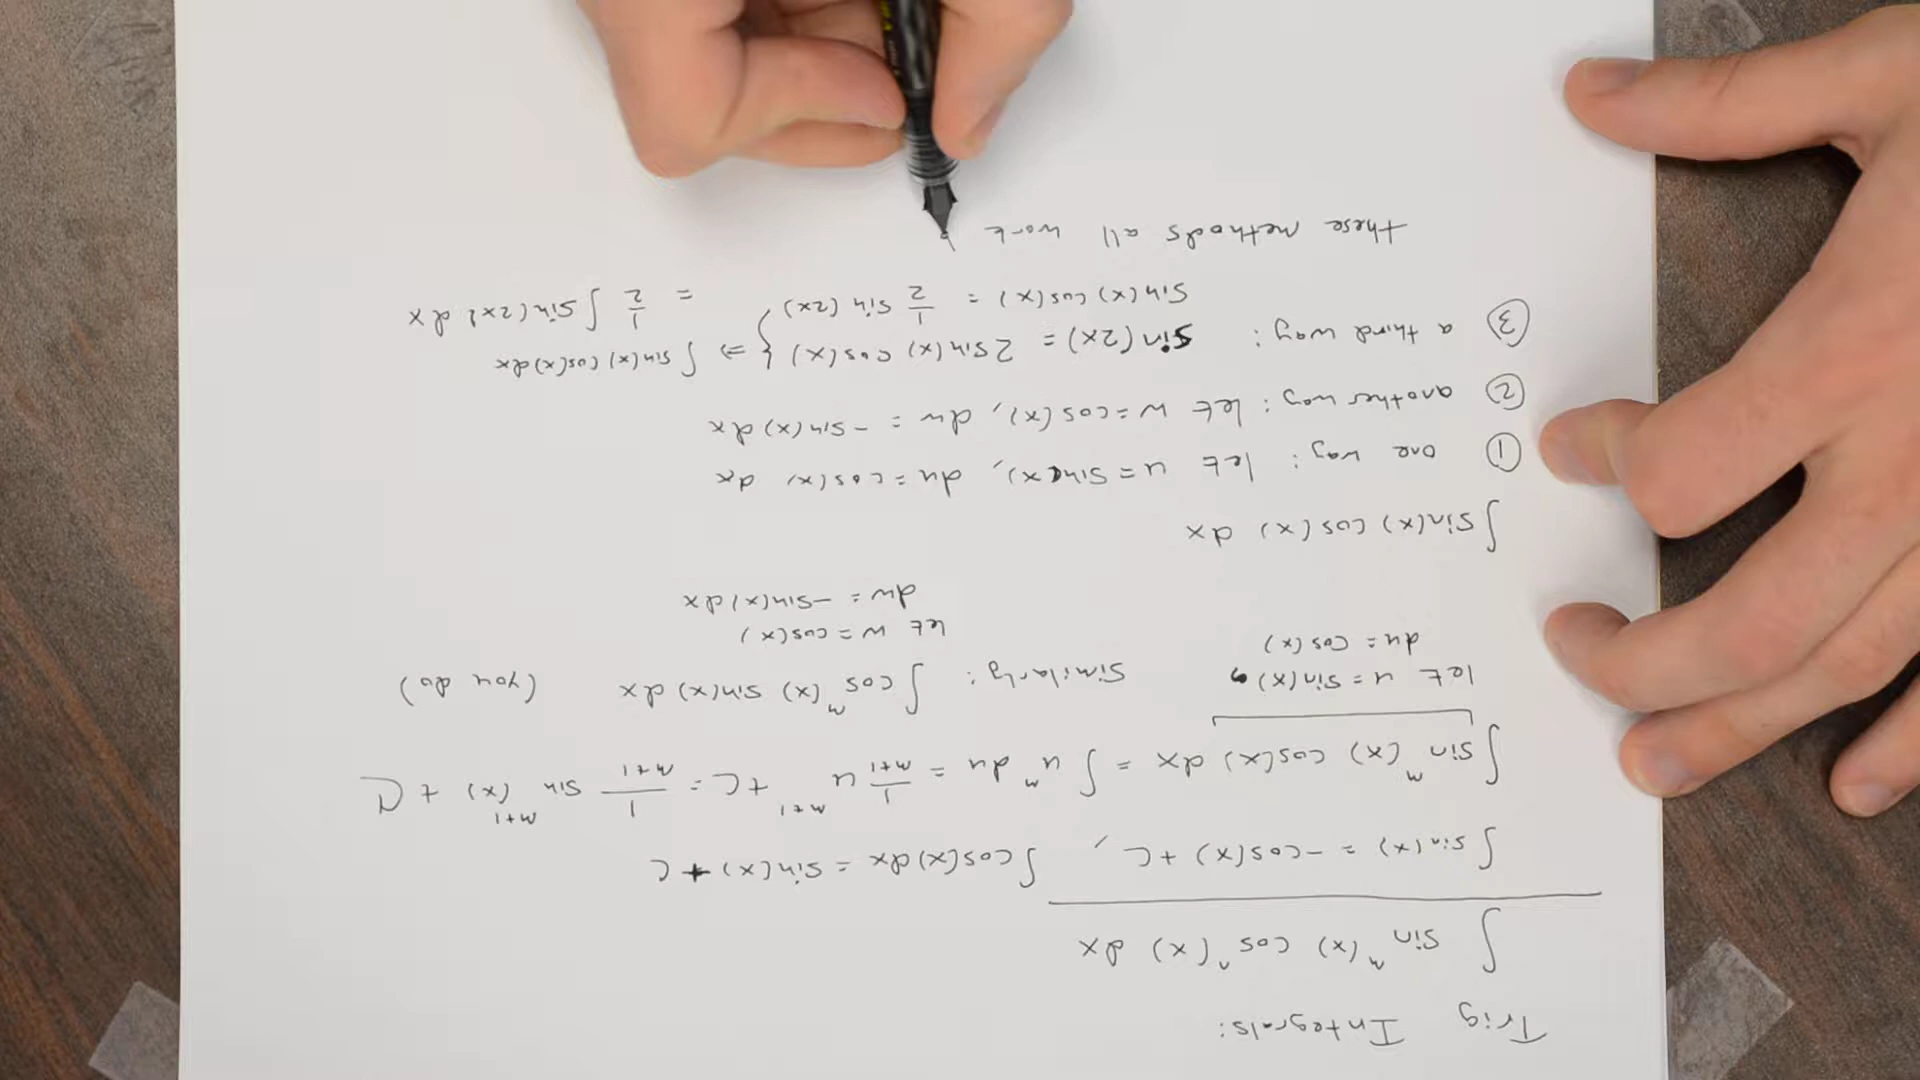 Trig Integrals:
∫ sinᵐ(x) cosⁿ(x) dx
∫ sin(x) = -cos(x) + C, ∫ cos(x) dx = sin(x) + C
∫ sinᵐ(x) cos(x) dx = ∫ uᵐ du = 1/(m+1) uᵐ⁺¹ + C = 1/(m+1) sinᵐ⁺¹(x) + C
let u = sin(x)
du = cos(x)
Similarly: ∫ cosᵐ(x) sin(x) dx (you do)
let w = cos(x)
dw = -sin(x) dx
∫ sin(x) cos(x) dx
① one way: let u = sin(x), du = cos(x) dx
② another way: let w = cos(x), dw = -sin(x) dx
③ a third way: sin(2x) = 2 sin(x) cos(x) } ⇒ ∫ sin(x) cos(x) dx
sin(x) cos(x) = 1/2 sin(2x) = 1/2 ∫ sin(2x) dx
these methods all work